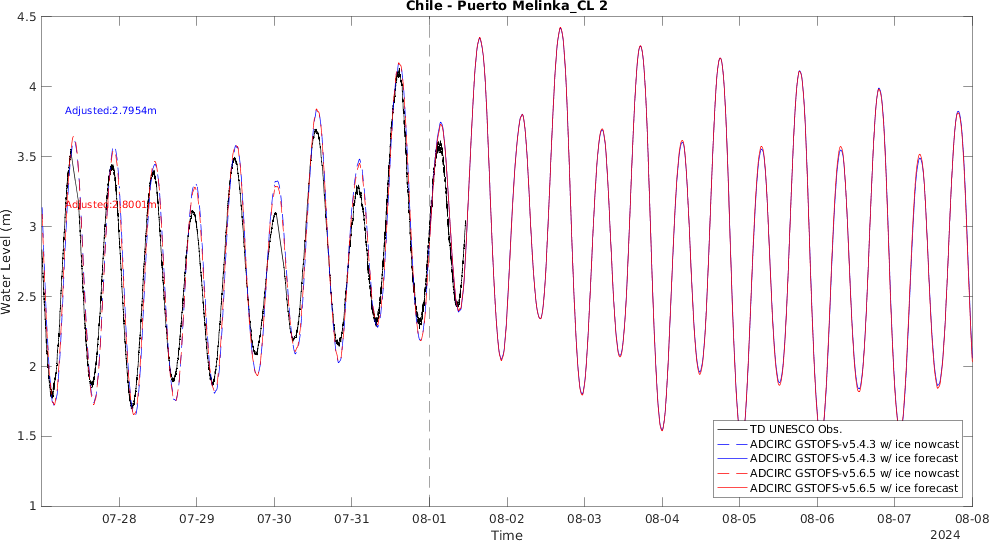 Chile - Puerto Melinka_CL 2
4.5
4
3.5
3
2.5
2
1.5
1
Water Level (m)
Adjusted:2.7954m
Adjusted:2.8001m
TD UNESCO Obs.
ADCIRC GSTOFS-v5.4.3 w/ ice nowcast
ADCIRC GSTOFS-v5.4.3 w/ ice forecast
ADCIRC GSTOFS-v5.6.5 w/ ice nowcast
ADCIRC GSTOFS-v5.6.5 w/ ice forecast
07-28 07-29 07-30 07-31 08-01 08-02 08-03 08-04 08-05 08-06 08-07 08-08
Time
2024